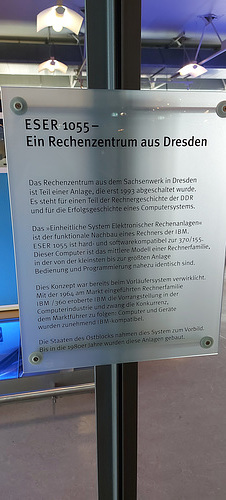 ESER 1055 –
Ein Rechenzentrum aus Dresden
Das Rechenzentrum aus dem Sachsenwerk in Dresden
ist Teil einer Anlage, die erst 1993 abgeschaltet wurde.
Es steht für einen Teil der Rechnergeschichte der DDR
und für die Erfolgsgeschichte eines Computersystems.
Das »Einheitliche System Elektronischer Rechenanlagen«
ist der funktionale Nachbau eines Rechners der IBM.
ESER 1055 ist hard- und softwarekompatibel zur 370/155.
Dieser Computer ist das mittlere Modell einer Rechnerfamilie,
in der von der kleinsten bis zur größten Anlage
Bedienung und Programmierung nahezu identisch sind.
Dies Konzept war bereits beim Vorläufersystem verwirklicht.
Mit der 1964 am Markt eingeführten Rechnerfamilie
IBM / 360 eroberte IBM die Vorrangstellung in der
Computerindustrie und zwang die Konkurrenz,
dem Marktführer zu folgen: Computer und Geräte
wurden zunehmend IBM-kompatibel.
Die Staaten des Ostblocks nahmen dies System zum Vorbild.
Bis in die 1980er Jahre wurden diese Anlagen gebaut.